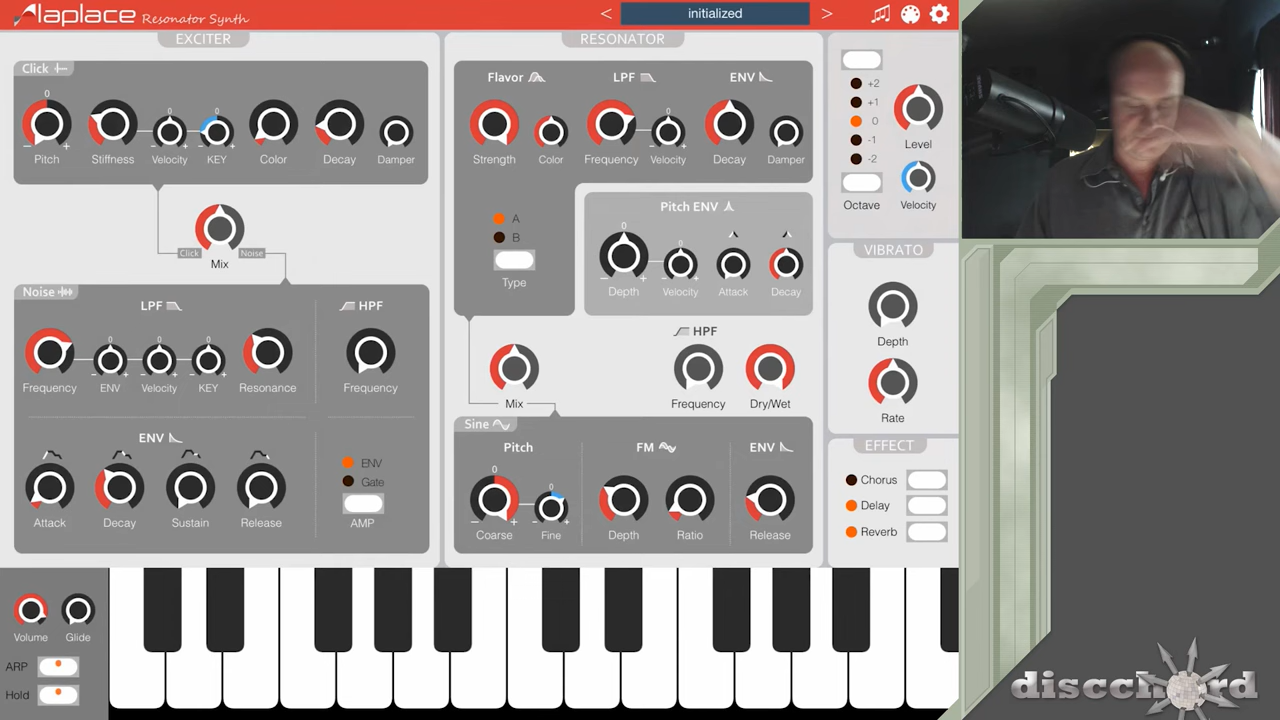 laplace Resonator Synth
< initialized >
EXCITER
Click
0
0
0
- +
- +
- +
Pitch Stiffness Velocity KEY Color Decay Damper
Click Noise
Mix
Noise
LPF
HPF
0 0 0
- + - + - +
Frequency ENV Velocity KEY Resonance Frequency
ENV
ENV
Gate
AMP
Attack Decay Sustain Release
RESONATOR
Flavor LPF ENV
0
- +
Strength Color Frequency Velocity Decay Damper
A
B
Type
Pitch ENV
0 0
- + - +
Depth Velocity Attack Decay
HPF
Mix Frequency Dry/Wet
Sine
Pitch FM ENV
0 0
- + - +
Coarse Fine Depth Ratio Release
+2
+1
0
-1
-2
Octave
Level
Velocity
VIBRATO
Depth
Rate
EFFECT
Chorus
Delay
Reverb
Volume Glide
ARP
Hold
discchord